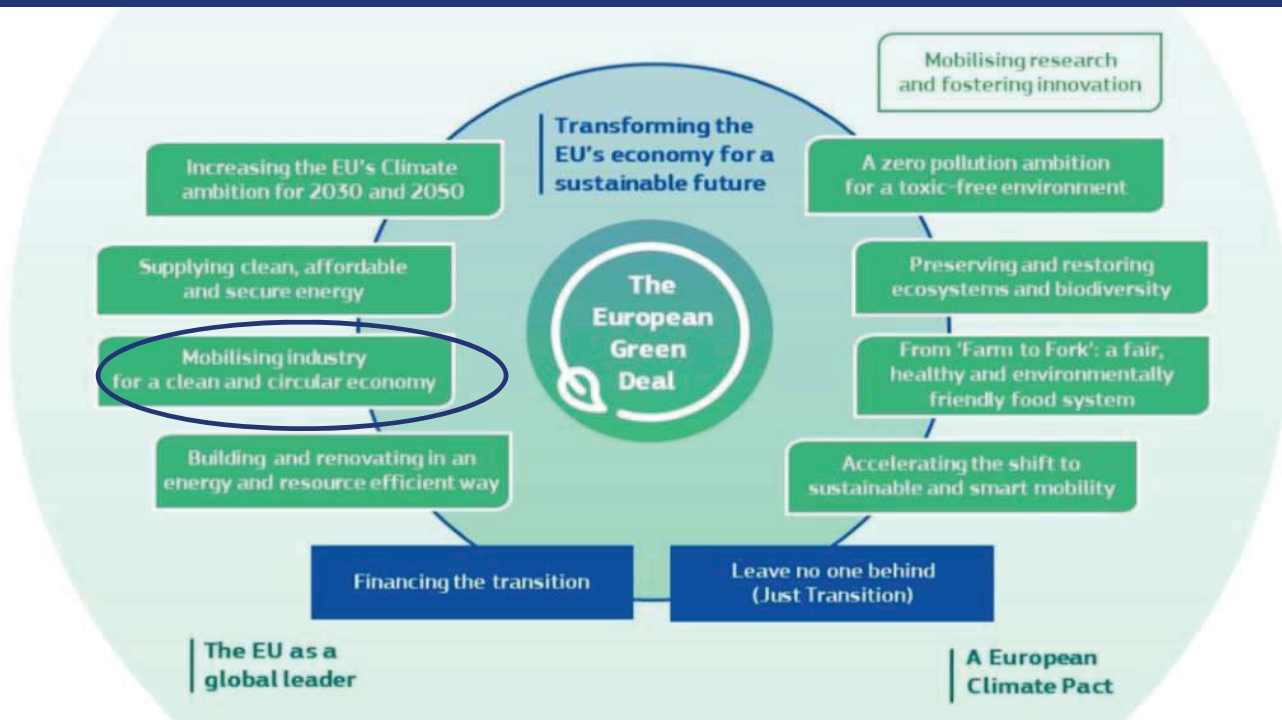 Mobilising research
and fostering innovation
Transforming the
EU's economy for a
sustainable future
Increasing the EU's Climate
ambition for 2030 and 2050
A zero pollution ambition
for a toxic-free environment
Supplying clean, affordable
and secure energy
Preserving and restoring
ecosystems and biodiversity
The
European
Green
Deal
Mobilising industry
for a clean and circular economy
From 'Farm to Fork': a fair,
healthy and environmentally
friendly food system
Building and renovating in an
energy and resource efficient way
Accelerating the shift to
sustainable and smart mobility
Financing the transition
Leave no one behind
(Just Transition)
The EU as a
global leader
A European
Climate Pact